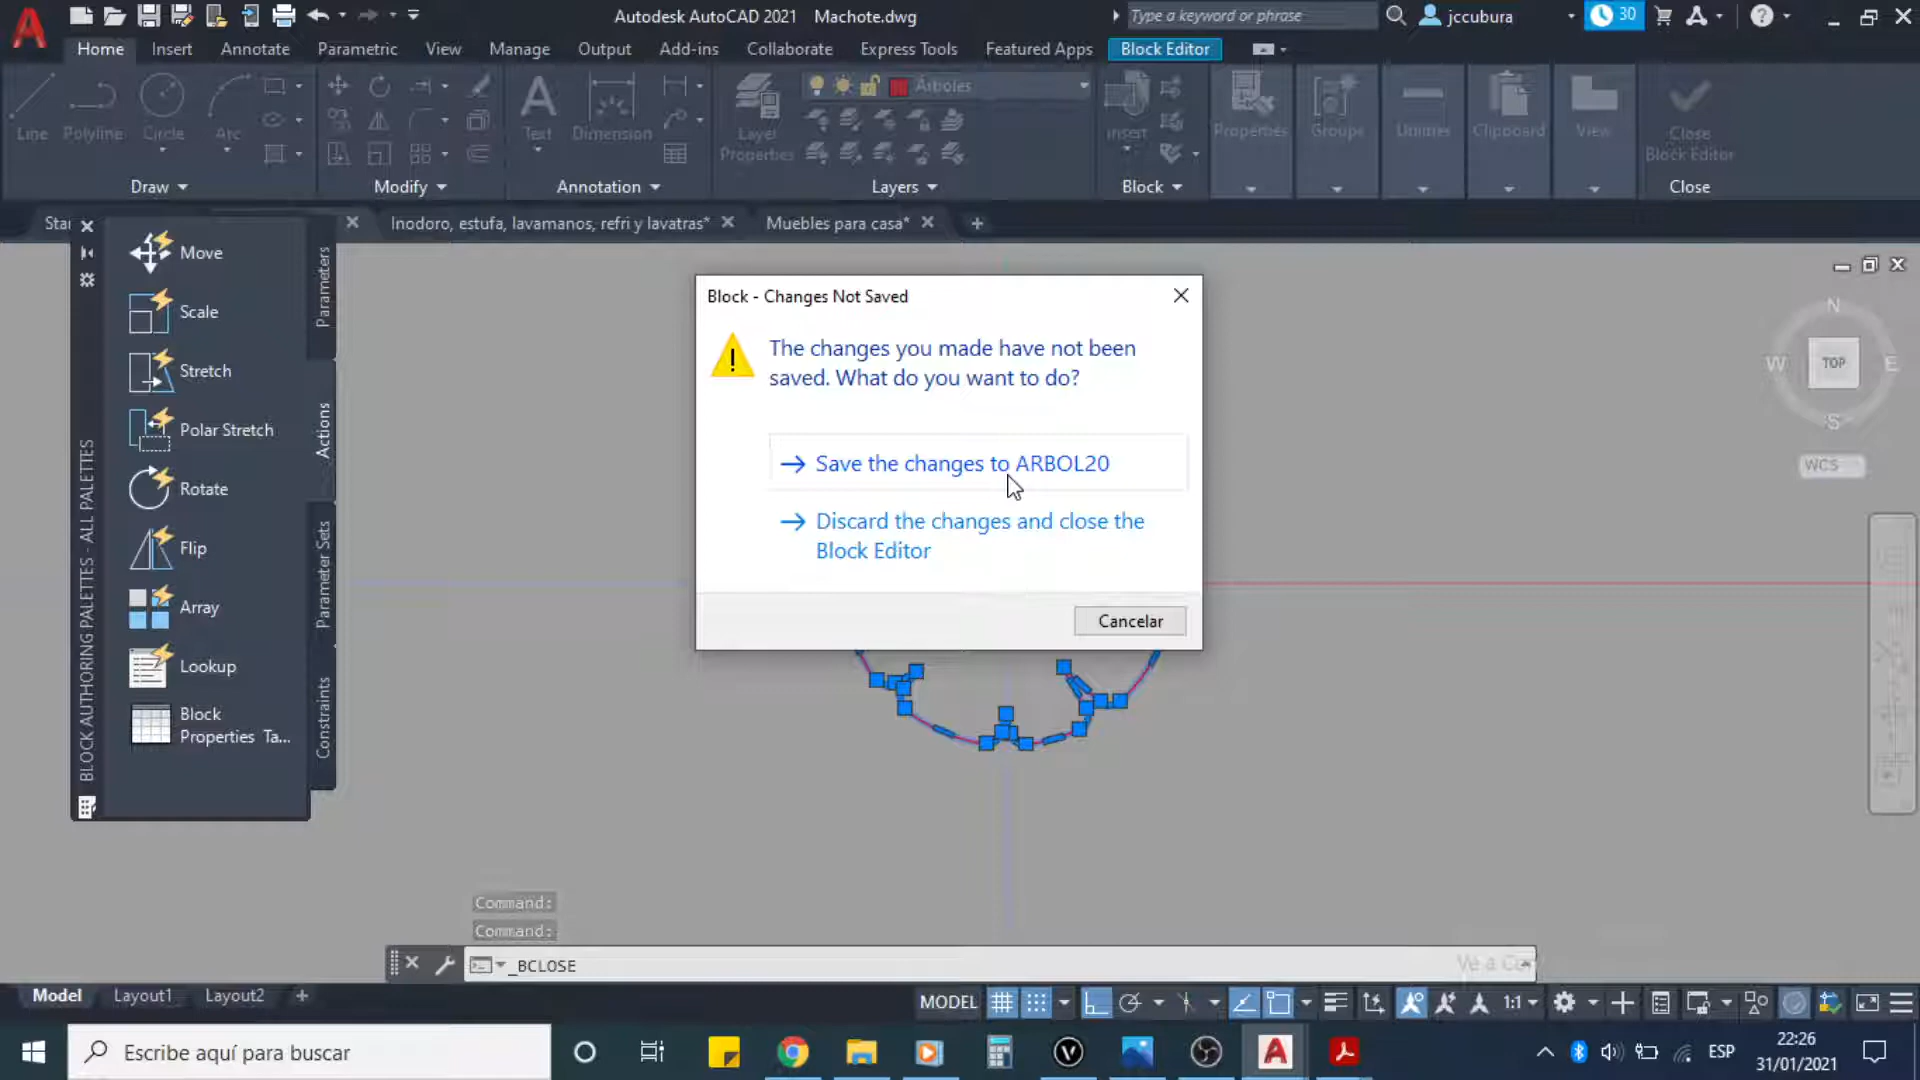 Autodesk AutoCAD 2021 Machote.dwg
Type a keyword or phrase
jccubura
30
Home Insert Annotate Parametric View Manage Output Add-ins Collaborate Express Tools Featured Apps Block Editor
Line Polyline Circle Arc
Text Dimension
Layer Properties
Arboles
Insert
Properties Groups Utilities Clipboard View
Close Block Editor
Draw Modify Annotation Layers Block Close
Star
Inodoro, estufa, lavamanos, refri y lavatras*
Muebles para casa*
Move
Scale
Stretch
Polar Stretch
Rotate
Flip
Array
Lookup
Block
Properties Ta...
Parameters
Actions
Parameter Sets
Constraints
BLOCK AUTHORING PALETTES - ALL PALETTES
Block - Changes Not Saved
The changes you made have not been
saved. What do you want to do?
Save the changes to ARBOL20
Discard the changes and close the
Block Editor
Cancelar
N
W TOP E
S
WCS
Command:
Command:
_BCLOSE
Model Layout1 Layout2
MODEL
1:1
Escribe aquí para buscar
ESP
22:26
31/01/2021